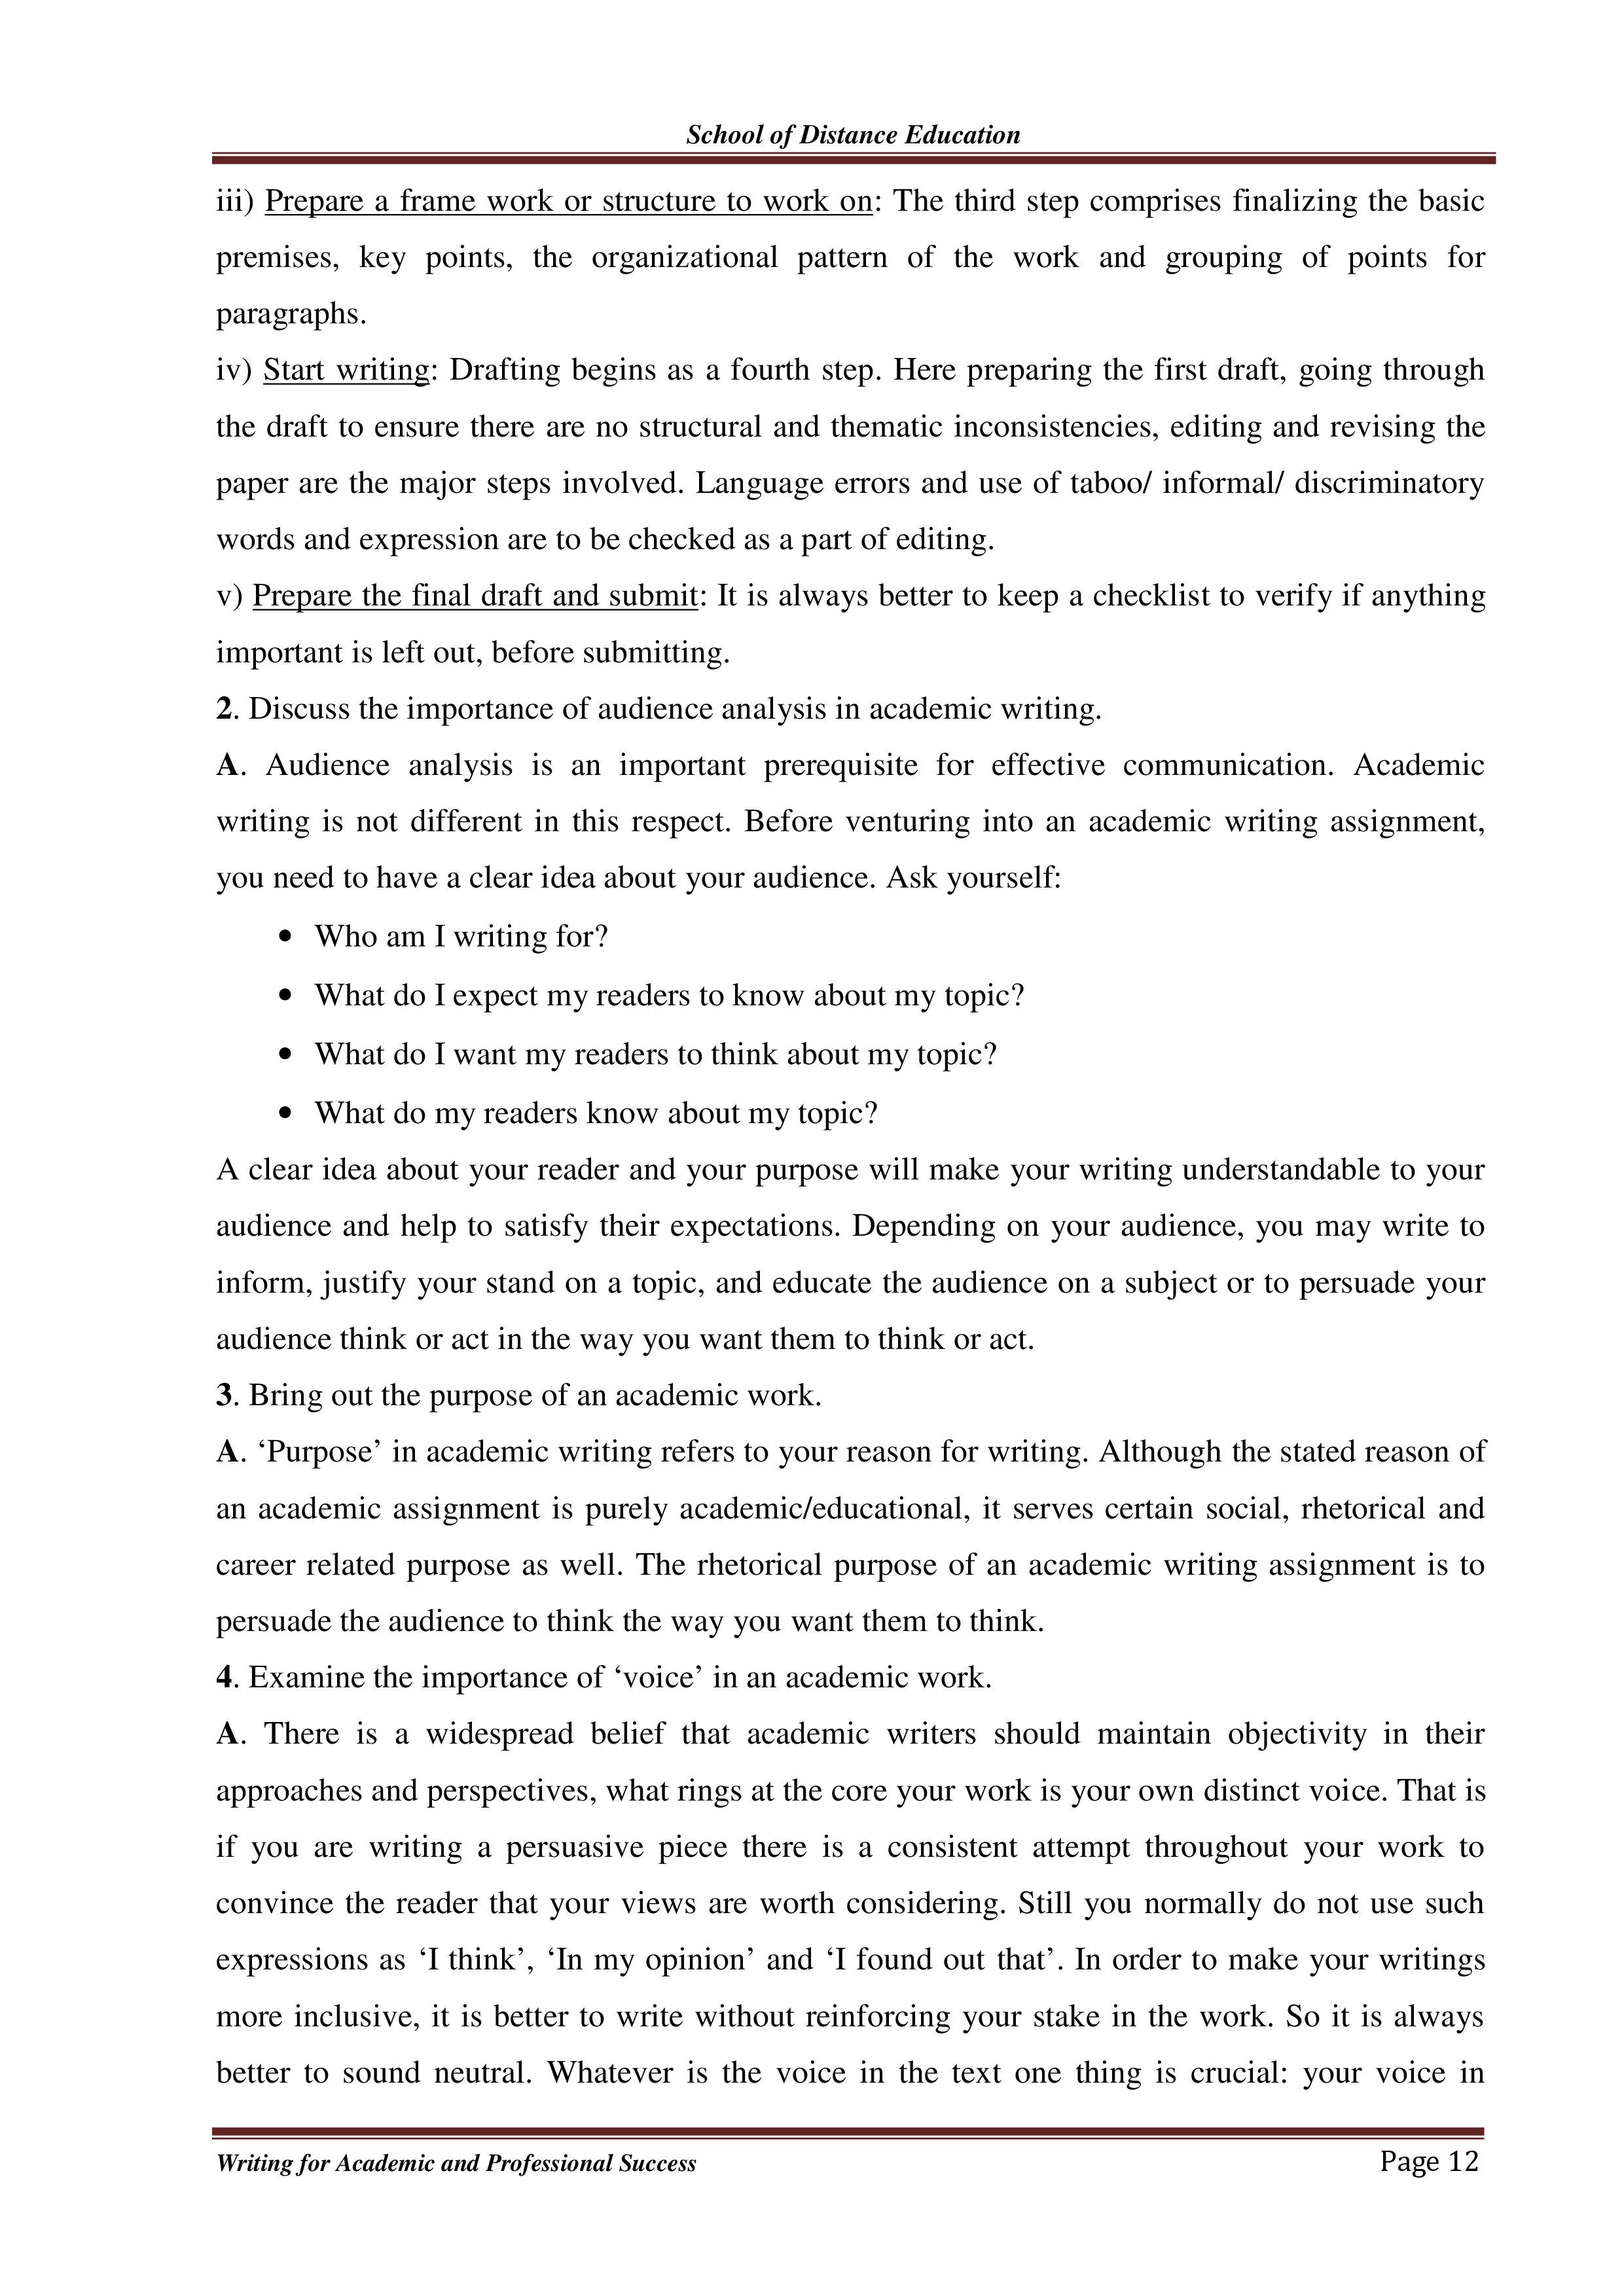 School of Distance Education
iii) Prepare a frame work or structure to work on: The third step comprises finalizing the basic
premises, key points, the organizational pattern of the work and grouping of points for
paragraphs.
iv) Start writing: Drafting begins as a fourth step. Here preparing the first draft, going through
the draft to ensure there are no structural and thematic inconsistencies, editing and revising the
paper are the major steps involved. Language errors and use of taboo/ informal/ discriminatory
words and expression are to be checked as a part of editing.
v) Prepare the final draft and submit: It is always better to keep a checklist to verify if anything
important is left out, before submitting.
2. Discuss the importance of audience analysis in academic writing.
A. Audience analysis is an important prerequisite for effective communication. Academic
writing is not different in this respect. Before venturing into an academic writing assignment,
you need to have a clear idea about your audience. Ask yourself:
• Who am I writing for?
• What do I expect my readers to know about my topic?
• What do I want my readers to think about my topic?
• What do my readers know about my topic?
A clear idea about your reader and your purpose will make your writing understandable to your
audience and help to satisfy their expectations. Depending on your audience, you may write to
inform, justify your stand on a topic, and educate the audience on a subject or to persuade your
audience think or act in the way you want them to think or act.
3. Bring out the purpose of an academic work.
A. ‘Purpose’ in academic writing refers to your reason for writing. Although the stated reason of
an academic assignment is purely academic/educational, it serves certain social, rhetorical and
career related purpose as well. The rhetorical purpose of an academic writing assignment is to
persuade the audience to think the way you want them to think.
4. Examine the importance of ‘voice’ in an academic work.
A. There is a widespread belief that academic writers should maintain objectivity in their
approaches and perspectives, what rings at the core your work is your own distinct voice. That is
if you are writing a persuasive piece there is a consistent attempt throughout your work to
convince the reader that your views are worth considering. Still you normally do not use such
expressions as ‘I think’, ‘In my opinion’ and ‘I found out that’. In order to make your writings
more inclusive, it is better to write without reinforcing your stake in the work. So it is always
better to sound neutral. Whatever is the voice in the text one thing is crucial: your voice in
Writing for Academic and Professional Success Page 12